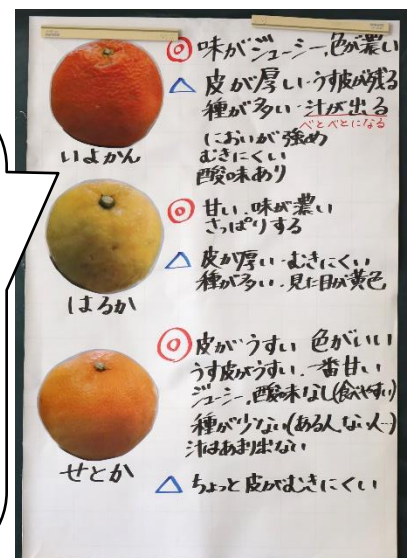 ◎ 味がジューシー、色が濃い
△ 皮が厚い・うす皮が残る
種が多い・汁が出る
べとべとになる
においが強め
むきにくい
酸味あり
いよかん
◎ 甘い、味が濃い
さっぱりする
△ 皮が厚い・むきにくい
種が多い・見た目が黄色
はるか
◎ 皮がうすい 色がいい
うす皮がうすい、一番甘い
ジューシー、酸味なし(食べやすい)
種が少ない(ある人ない人…)
汁はあまり出ない
せとか
△ ちょっと皮がむきにくい